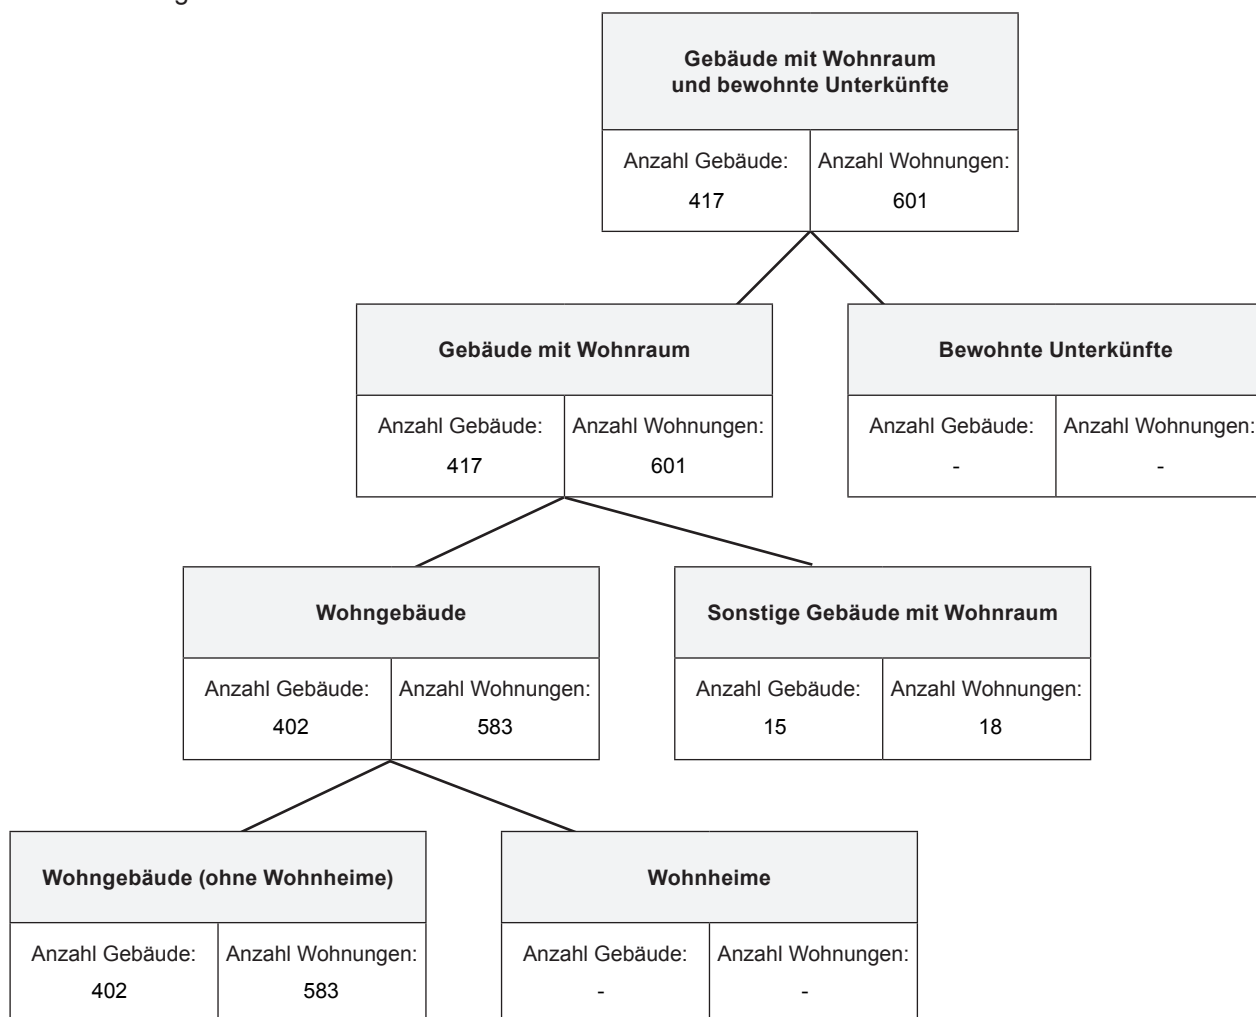 Gebäude mit Wohnraum
und bewohnte Unterkünfte
Anzahl Gebäude: Anzahl Wohnungen:
417 601
Gebäude mit Wohnraum
Anzahl Gebäude: Anzahl Wohnungen:
417 601
Bewohnte Unterkünfte
Anzahl Gebäude: Anzahl Wohnungen:
- -
Wohngebäude
Anzahl Gebäude: Anzahl Wohnungen:
402 583
Sonstige Gebäude mit Wohnraum
Anzahl Gebäude: Anzahl Wohnungen:
15 18
Wohngebäude (ohne Wohnheime)
Anzahl Gebäude: Anzahl Wohnungen:
402 583
Wohnheime
Anzahl Gebäude: Anzahl Wohnungen:
- -